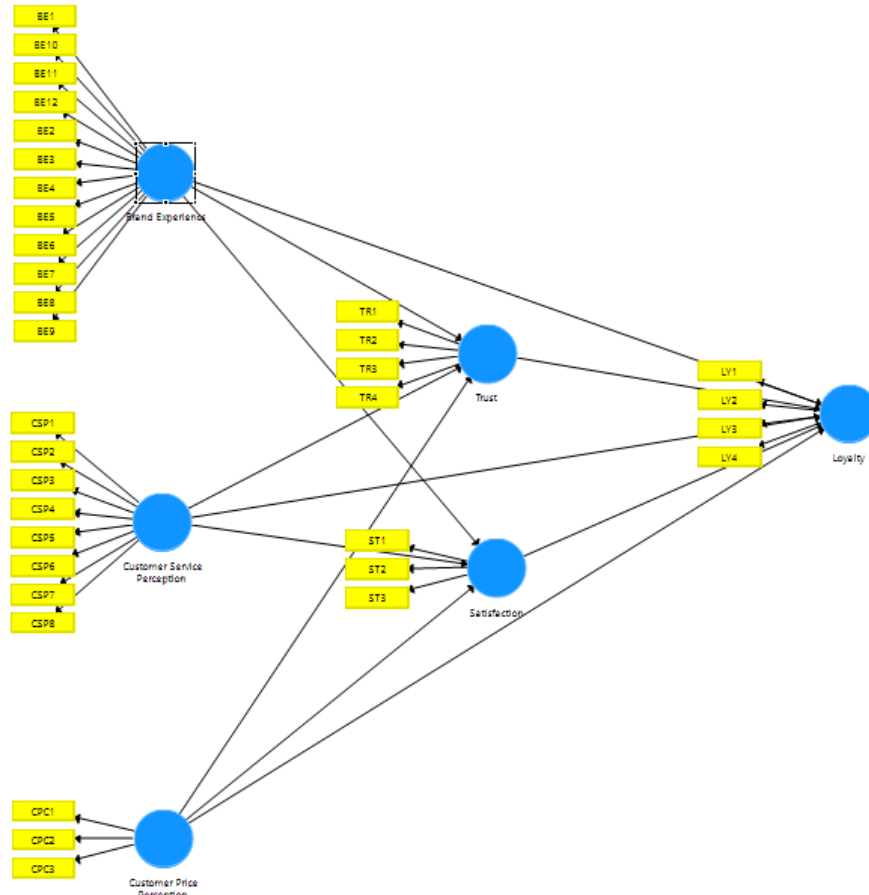 BE1
BE10
BE11
BE12
BE2
BE3
BE4
BE5
BE6
BE7
BE8
BE9
Brand Experience
TR1
TR2
TR3
TR4
Trust
LY1
LY2
LY3
LY4
Loyalty
CSP1
CSP2
CSP3
CSP4
CSP5
CSP6
CSP7
CSP8
Customer Service
Perception
ST1
ST2
ST3
Satisfaction
CPC1
CPC2
CPC3
Customer Price
Perception